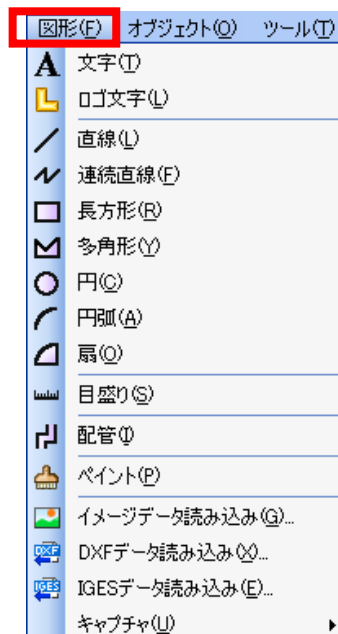 図形(F) オブジェクト(O) ツール(T)
A 文字(T)
ロゴ文字(L)
直線(L)
連続直線(F)
長方形(R)
多角形(Y)
円(C)
円弧(A)
扇(O)
目盛り(S)
配管(I)
ペイント(P)
イメージデータ読み込み(G)...
DXF DXFデータ読み込み(X)...
IGES IGESデータ読み込み(E)...
キャプチャ(U)